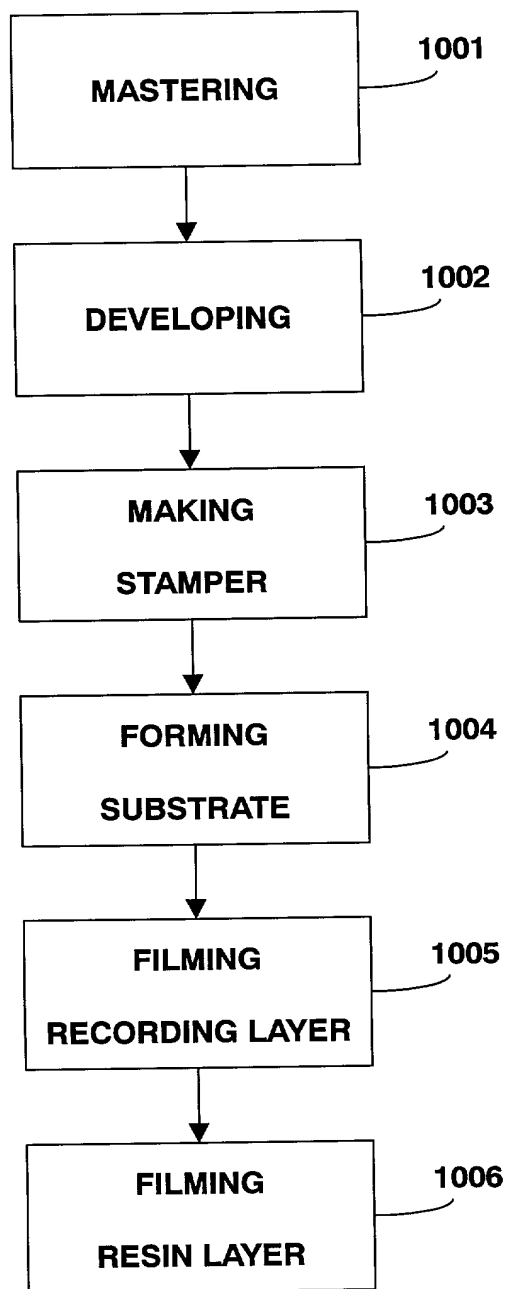 1001
MASTERING
1002
DEVELOPING
1003
MAKING
STAMPER
1004
FORMING
SUBSTRATE
1005
FILMING
RECORDING LAYER
1006
FILMING
RESIN LAYER